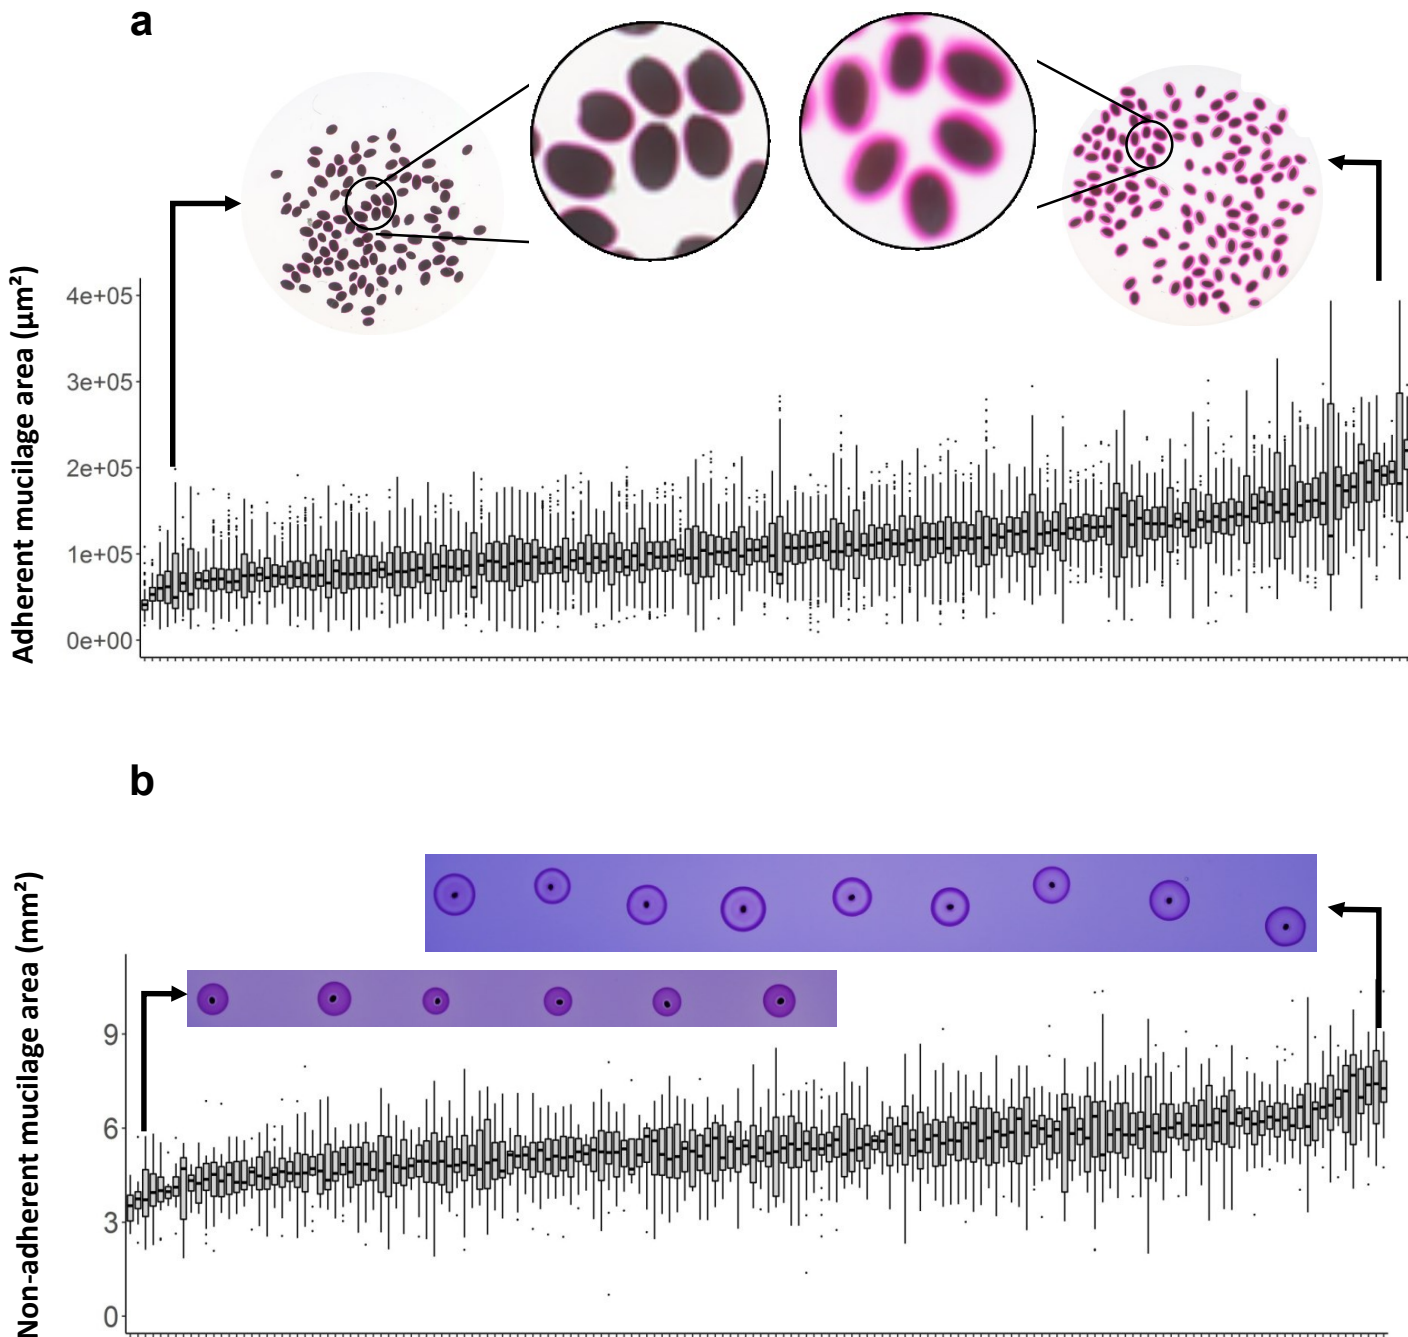 a
Adherent mucilage area (μm²)
4e+05
3e+05
2e+05
1e+05
0e+00
b
Non-adherent mucilage area (mm²)
9
6
3
0